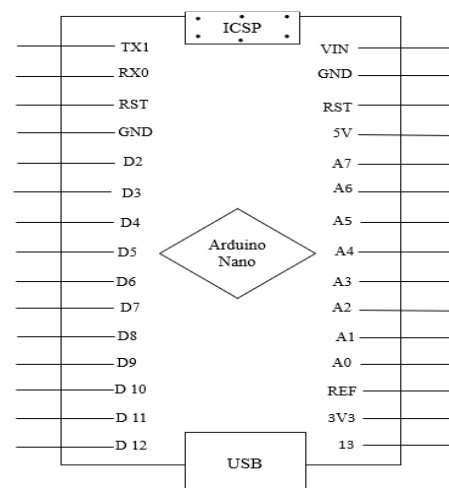 ICSP
TX1
RX0
RST
GND
D2
D3
D4
D5
D6
D7
D8
D9
D 10
D 11
D 12
Arduino
Nano
VIN
GND
RST
5V
A7
A6
A5
A4
A3
A2
A1
A0
REF
3V3
13
USB